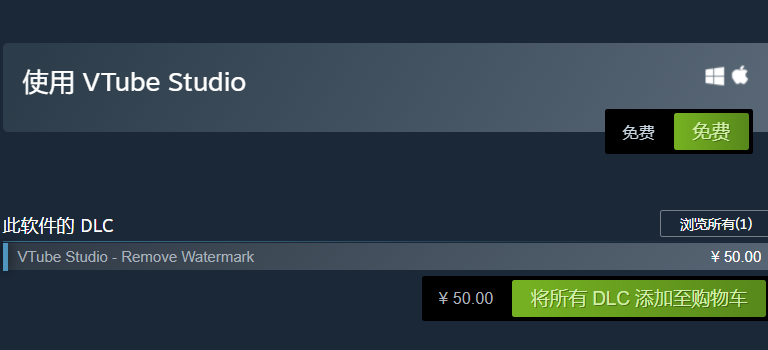 使用 VTube Studio
免费 免费
此软件的 DLC 浏览所有(1)
VTube Studio - Remove Watermark ¥ 50.00
¥ 50.00 将所有 DLC 添加至购物车